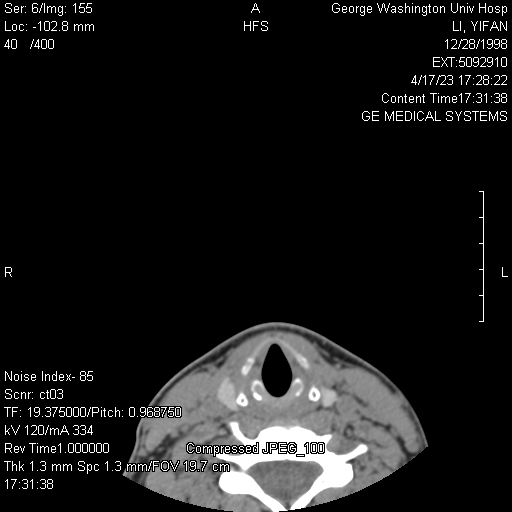 Ser: 6/Img: 155
Loc: -102.8 mm
40 /400
A
HFS
George Washington Univ Hosp
LI, YIFAN
12/28/1998
EXT:5092910
4/17/23 17:28:22
Content Time17:31:38
GE MEDICAL SYSTEMS
R
L
Noise Index- 85
Scnr: ct03
TF: 19.375000/Pitch: 0.968750
kV 120/mA 334
Rev Time1.000000
Compressed JPEG_100
Thk 1.3 mm Spc 1.3 mm/FOV 19.7 cm
17:31:38